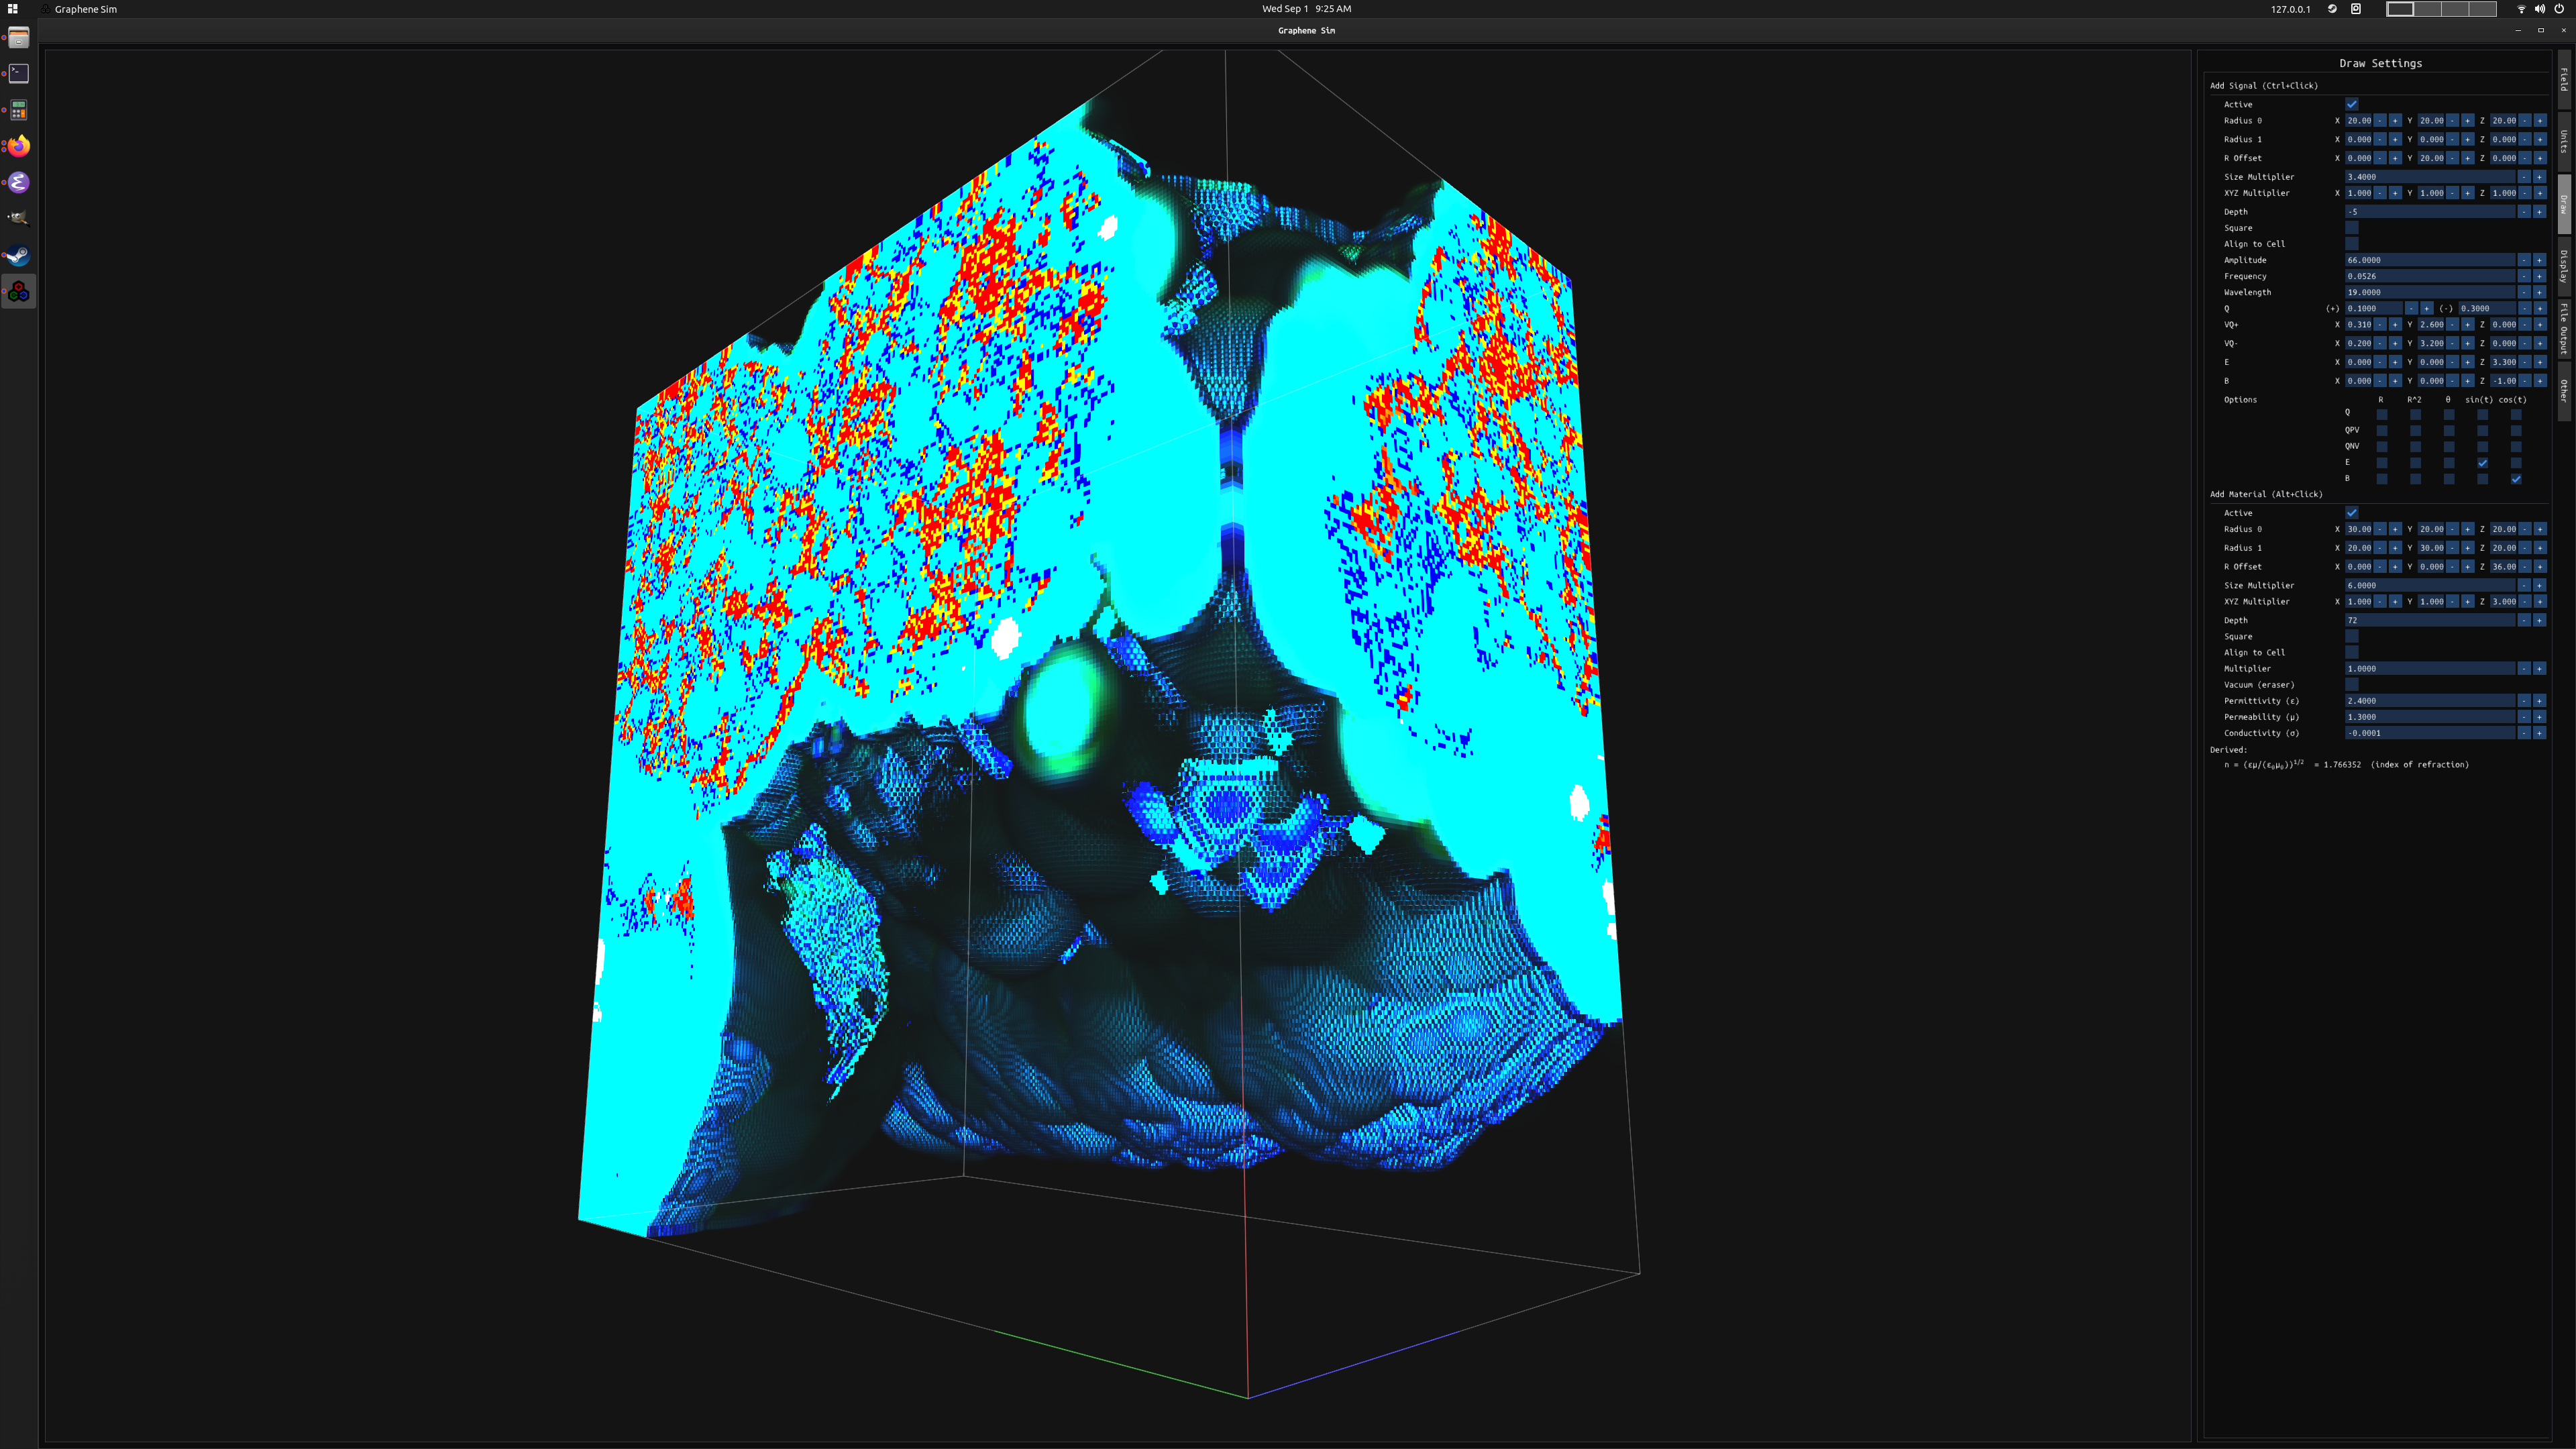 Graphene Sim Wed Sep 1 9:25 AM 127.0.0.1
Graphene Sim
Draw Settings
Add Signal (Ctrl+Click)
Active
Radius 0 X 20.00 - + Y 20.00 - + Z 20.00 - +
Radius 1 X 0.000 - + Y 0.000 - + Z 0.000 - +
R Offset X 0.000 - + Y 20.00 - + Z 0.000 - +
Size Multiplier 3.4000 - +
XYZ Multiplier X 1.000 - + Y 1.000 - + Z 1.000 - +
Depth -5 - +
Square
Align to Cell
Amplitude 66.0000 - +
Frequency 0.0526 - +
Wavelength 19.0000 - +
Q (+) 0.1000 - + (-) 0.3000 - +
VQ+ X 0.310 - + Y 2.600 - + Z 0.000 - +
VQ- X 0.200 - + Y 3.200 - + Z 0.000 - +
E X 0.000 - + Y 0.000 - + Z 3.300 - +
B X 0.000 - + Y 0.000 - + Z -1.00 - +
Options R R^2 θ sin(t) cos(t)
Q
QPV
QNV
E
B
Add Material (Alt+Click)
Active
Radius 0 X 30.00 - + Y 20.00 - + Z 20.00 - +
Radius 1 X 20.00 - + Y 30.00 - + Z 20.00 - +
R Offset X 0.000 - + Y 0.000 - + Z 36.00 - +
Size Multiplier 6.0000 - +
XYZ Multiplier X 1.000 - + Y 1.000 - + Z 3.000 - +
Depth 72 - +
Square
Align to Cell
Multiplier 1.0000 - +
Vacuum (eraser)
Permittivity (ε) 2.4000 - +
Permeability (μ) 1.3000 - +
Conductivity (σ) -0.0001 - +
Derived:
n = (εμ/(ε₀μ₀))¹/² = 1.766352 (index of refraction)
Field
Units
Draw
Display
File Output
Other